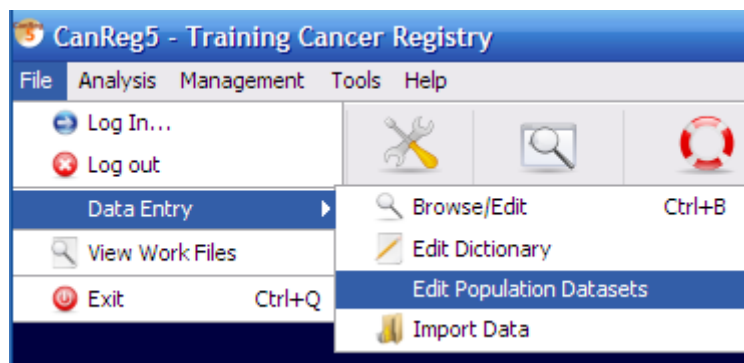 CanReg5 - Training Cancer Registry
File Analysis Management Tools Help
Log In...
Log out
Data Entry
Browse/Edit Ctrl+B
View Work Files
Edit Dictionary
Edit Population Datasets
Exit Ctrl+Q
Import Data